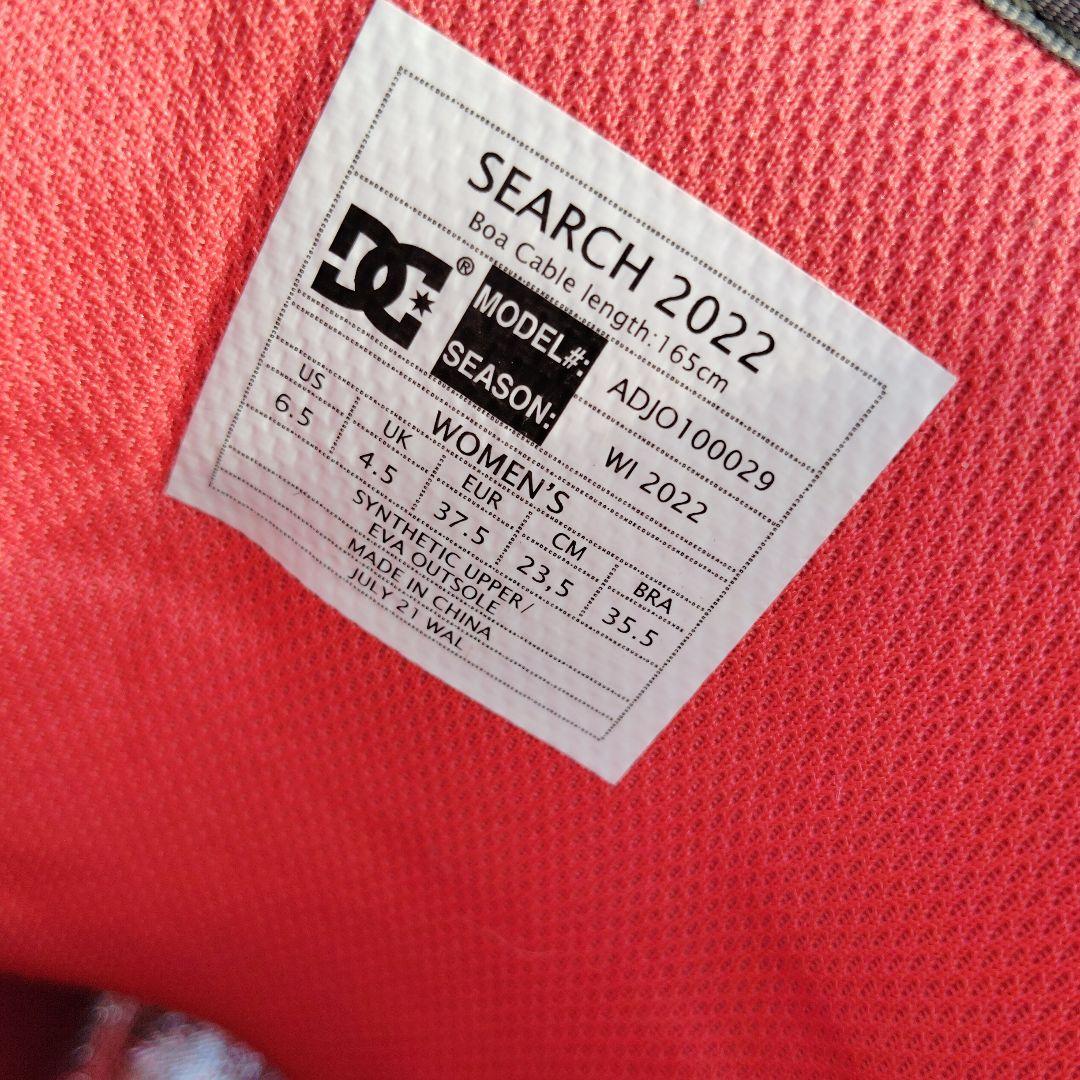 SEARCH 2022
Boa Cable length:165cm
DC®
MODEL#: ADJO100029
SEASON: WI 2022
WOMEN'S
US UK EUR CM BRA
6.5 4.5 37.5 23,5 35.5
SYNTHETIC UPPER/
EVA OUTSOLE
MADE IN CHINA
JULY 21 WAL